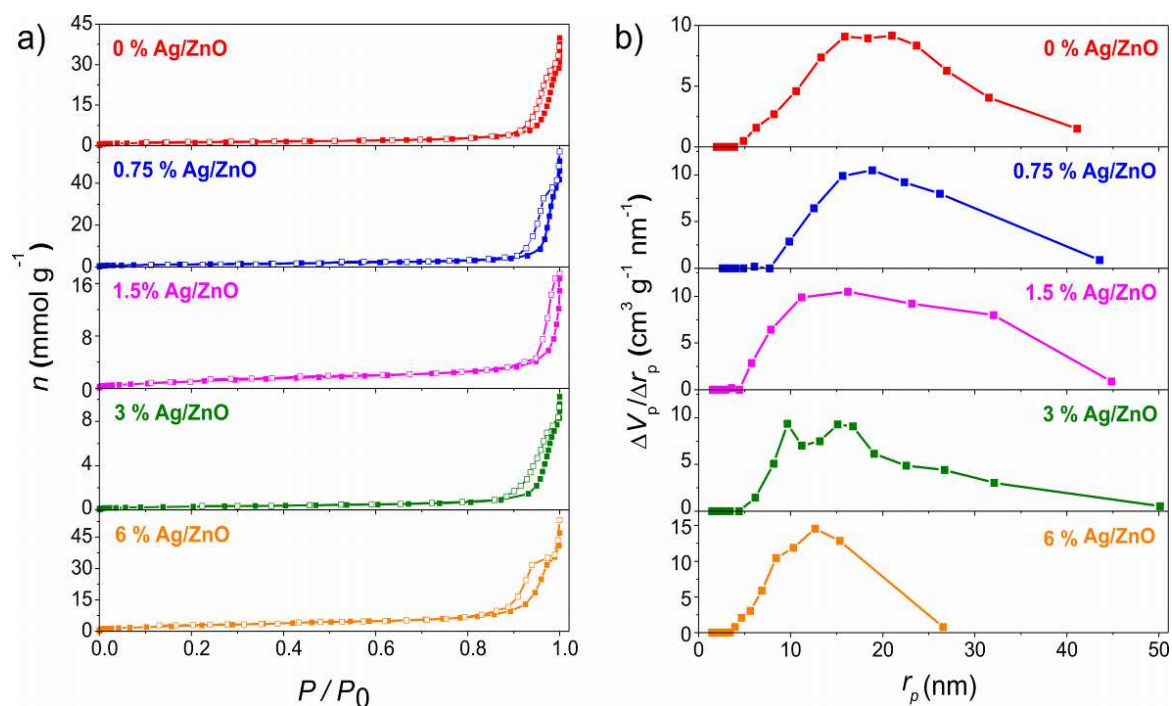 a)
45
30
15
0
0 % Ag/ZnO
40
20
0
0.75 % Ag/ZnO
16
8
0
1.5% Ag/ZnO
8
4
0
3 % Ag/ZnO
45
30
15
0
6 % Ag/ZnO
0.0 0.2 0.4 0.6 0.8 1.0
n (mmol g⁻¹)
P / P₀
b)
10
5
0
0 % Ag/ZnO
10
5
0
0.75 % Ag/ZnO
10
5
0
1.5 % Ag/ZnO
10
5
0
3 % Ag/ZnO
15
10
5
0
6 % Ag/ZnO
0 10 20 30 40 50
ΔVₚ/Δrₚ (cm³ g⁻¹ nm⁻¹)
rₚ (nm)